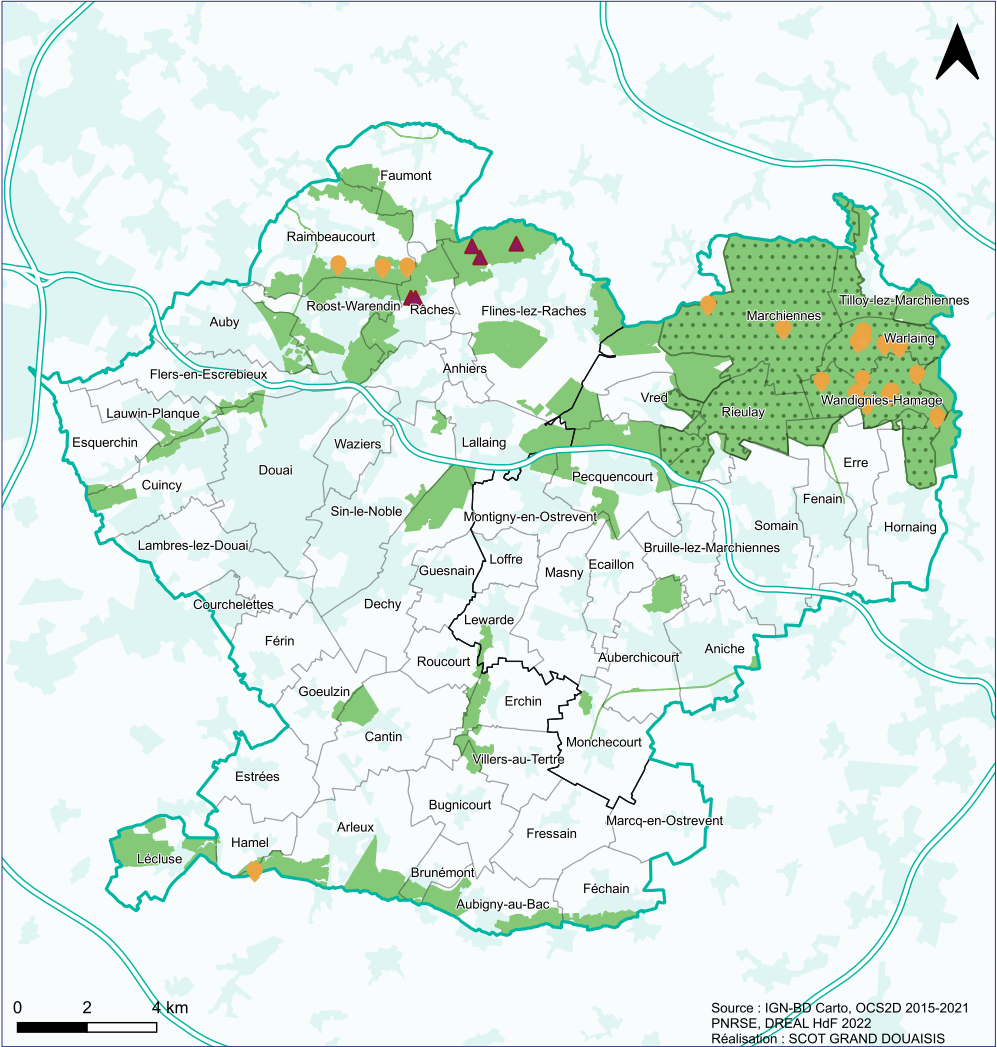 Faumont
Raimbeaucourt
Tilloy-lez-Marchiennes
Roost-Warendin
Râches
Flines-lez-Raches
Marchiennes
Auby
Warlaing
Anhiers
Flers-en-Escrebieux
Vred
Wandignies-Hamage
Lauwin-Planque
Rieulay
Esquerchin
Waziers
Lallaing
Douai
Erre
Cuincy
Pecquencourt
Fenain
Sin-le-Noble
Montigny-en-Ostrevent
Somain
Hornaing
Lambres-lez-Douai
Bruille-lez-Marchiennes
Loffre
Guesnain
Masny
Ecaillon
Courchelettes
Dechy
Lewarde
Férin
Aniche
Roucourt
Auberchicourt
Goeulzin
Erchin
Cantin
Monchecourt
Villers-au-Tertre
Estrées
Bugnicourt
Marcq-en-Ostrevent
Arleux
Fressain
Hamel
Lécluse
Brunémont
Féchain
Aubigny-au-Bac
0 2 4 km
Source : IGN-BD Carto, OCS2D 2015-2021
PNRSE, DREAL HdF 2022
Réalisation : SCOT GRAND DOUAISIS